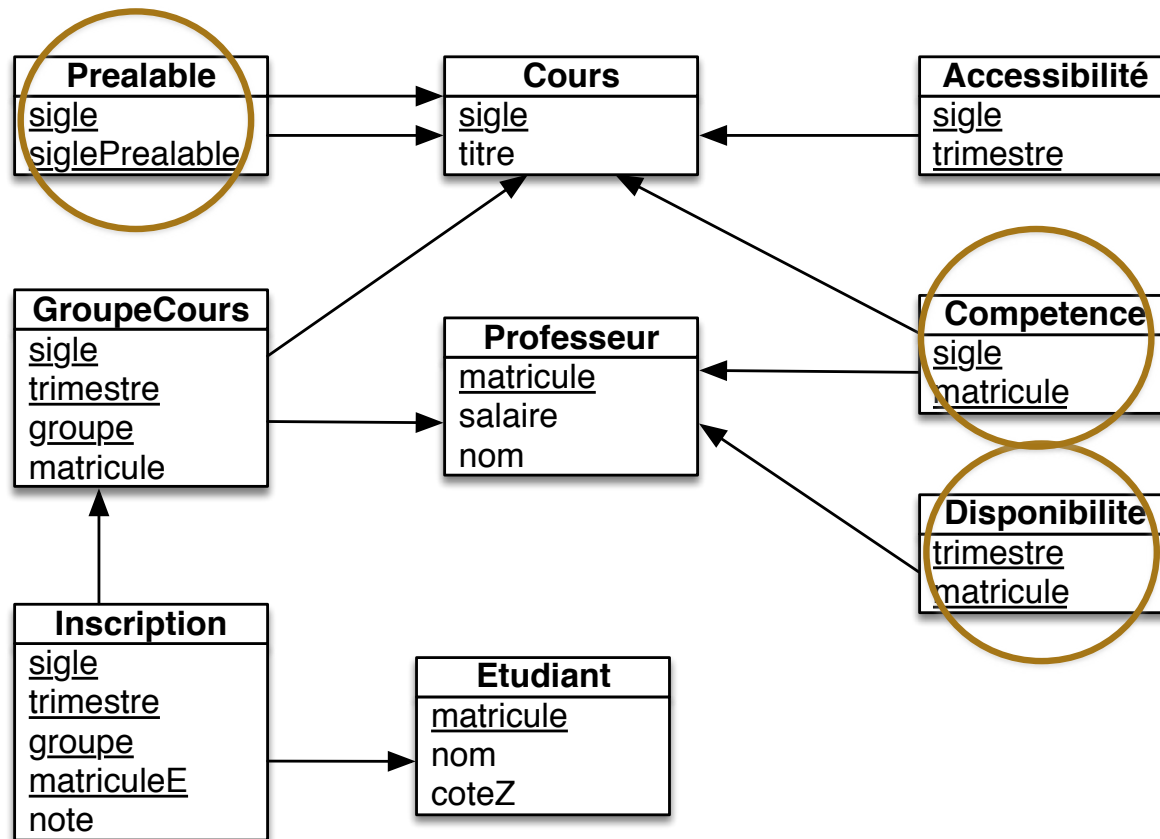 Prealable
sigle
siglePrealable
Cours
sigle
titre
Accessibilité
sigle
trimestre
GroupeCours
sigle
trimestre
groupe
matricule
Professeur
matricule
salaire
nom
Competence
sigle
matricule
Disponibilite
trimestre
matricule
Inscription
sigle
trimestre
groupe
matriculeE
note
Etudiant
matricule
nom
coteZ